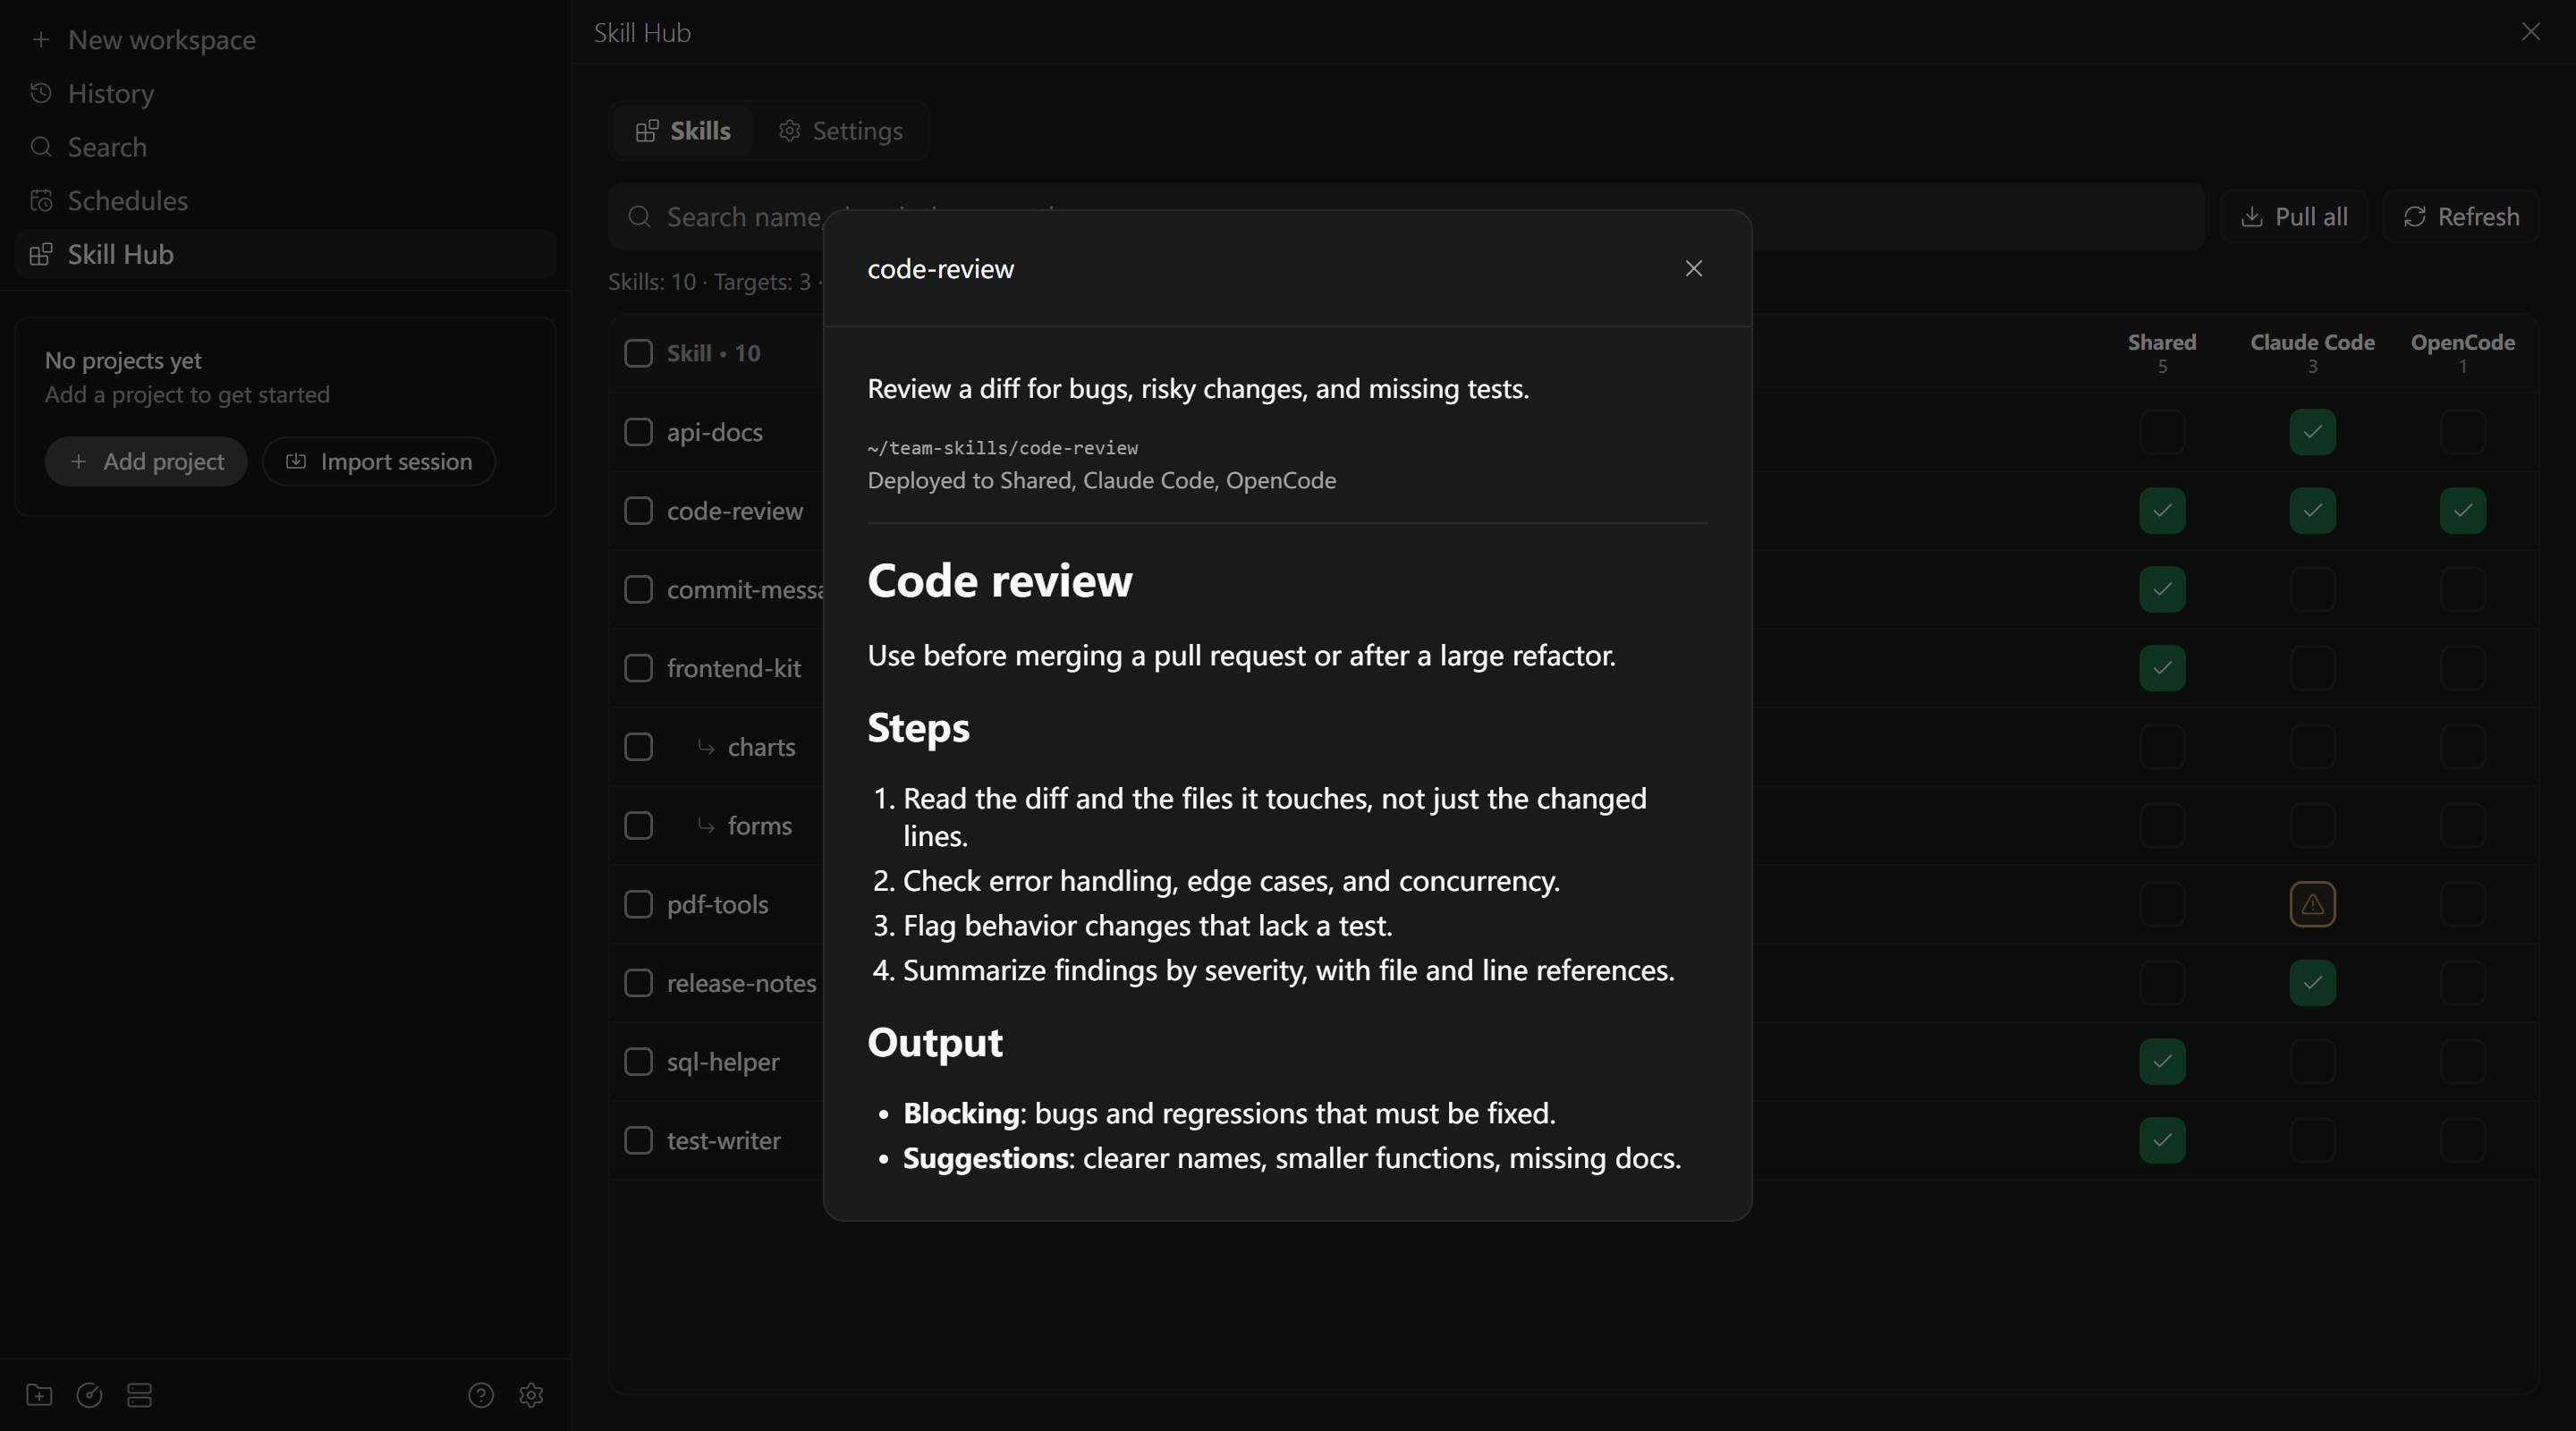 New workspace
History
Search
Schedules
Skill Hub
No projects yet
Add a project to get started
Add project
Import session
Skill Hub
Skills
Settings
Search name,
Pull all
Refresh
Skills: 10 · Targets: 3 ·
Skill • 10
Shared
5
Claude Code
3
OpenCode
1
api-docs
code-review
commit-messa
frontend-kit
charts
forms
pdf-tools
release-notes
sql-helper
test-writer
code-review
Review a diff for bugs, risky changes, and missing tests.
~/team-skills/code-review
Deployed to Shared, Claude Code, OpenCode
Code review
Use before merging a pull request or after a large refactor.
Steps
1. Read the diff and the files it touches, not just the changed
lines.
2. Check error handling, edge cases, and concurrency.
3. Flag behavior changes that lack a test.
4. Summarize findings by severity, with file and line references.
Output
• Blocking: bugs and regressions that must be fixed.
• Suggestions: clearer names, smaller functions, missing docs.